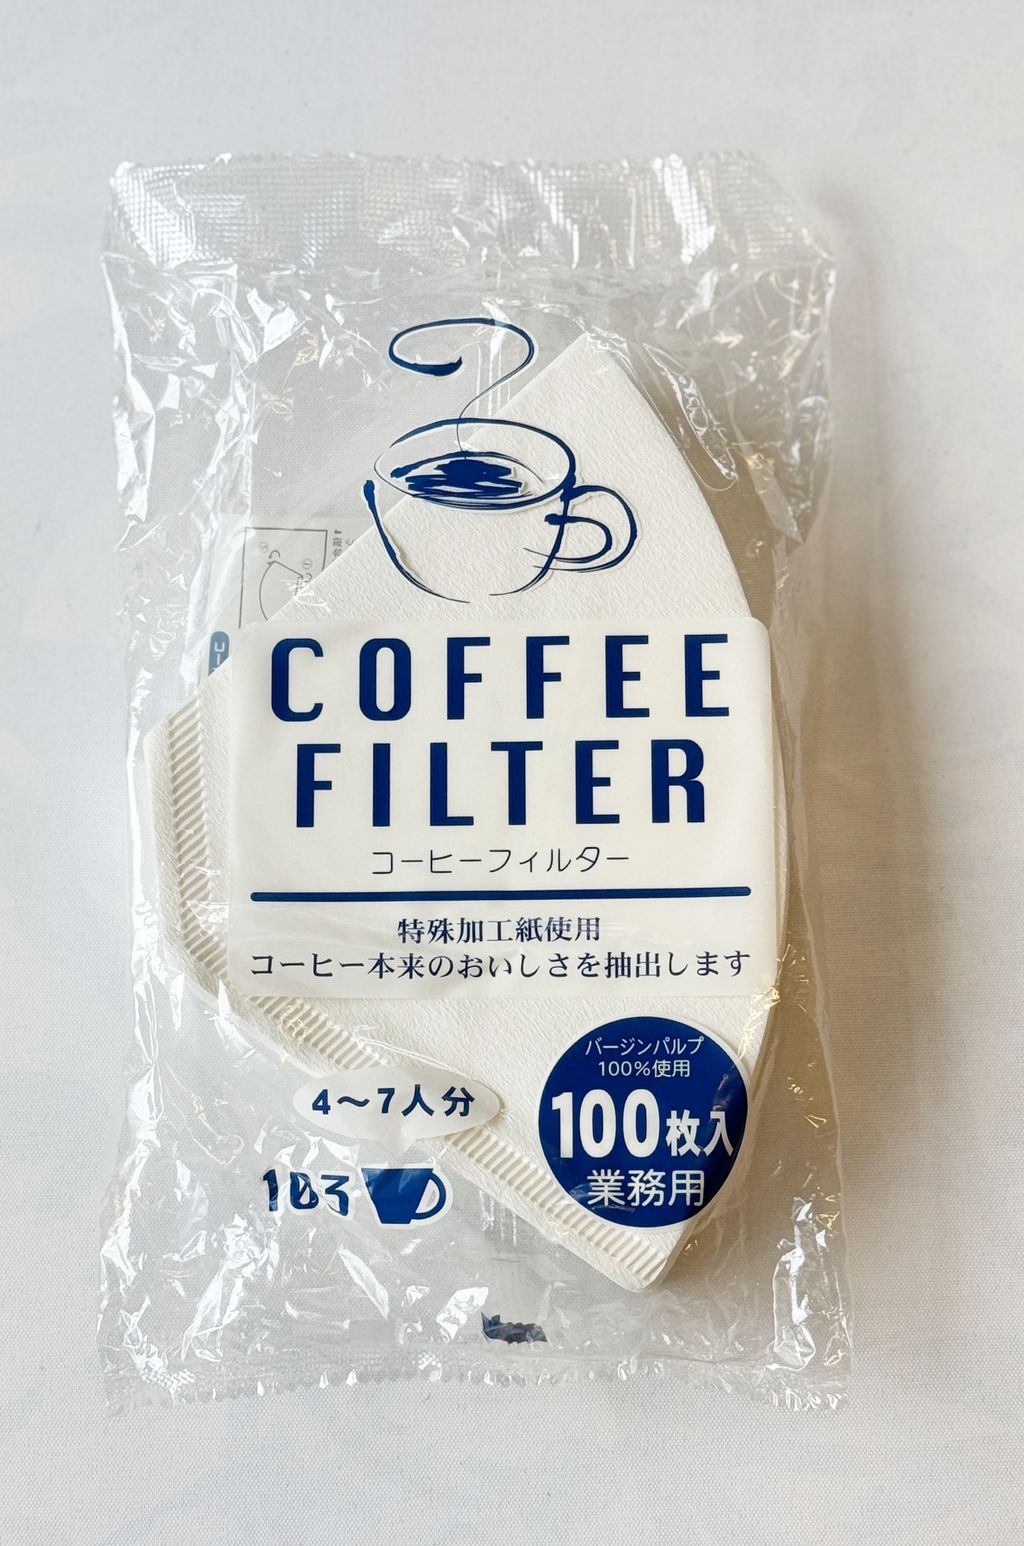 COFFEE
FILTER
コーヒーフィルター
特殊加工紙使用
コーヒー本来のおいしさを抽出します
バージンパルプ
100%使用
100枚入
業務用
4〜7人分
103